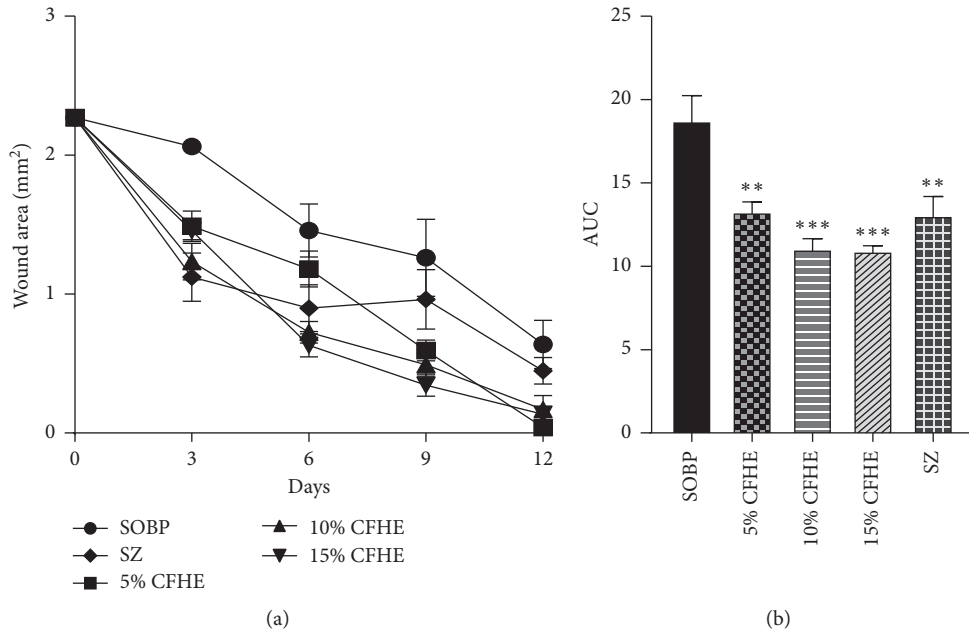 3
2
1
0
Wound area (mm²)
0 3 6 9 12
Days
SOBP
SZ
5% CFHE
10% CFHE
15% CFHE
(a)
25
20
15
10
5
0
AUC
**
***
***
**
SOBP
5% CFHE
10% CFHE
15% CFHE
SZ
(b)